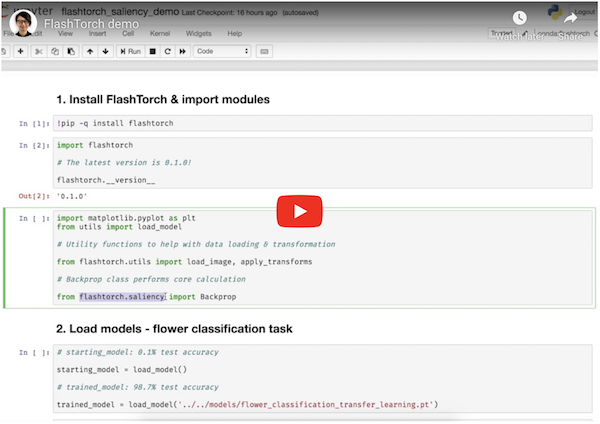 FlashTorch demo
flashtorch_saliency_demo Last Checkpoint: 16 hours ago (autosaved)
Logout
View Insert Cell Kernel Widgets Help
Watch later Share
Run Code
1. Install FlashTorch & import modules
In [1]: !pip -q install flashtorch
In [2]: import flashtorch
# The latest version is 0.1.0!
flashtorch.__version__
Out[2]: '0.1.0'
In [ ]: import matplotlib.pyplot as plt
from utils import load_model
# Utility functions to help with data loading & transformation
from flashtorch.utils import load_image, apply_transforms
# Backprop class performs core calculation
from flashtorch.saliency import Backprop
2. Load models - flower classification task
In [ ]: # starting_model: 0.1% test accuracy
starting_model = load_model()
# trained_model: 98.7% test accuracy
trained_model = load_model('../../models/flower_classification_transfer_learning.pt')